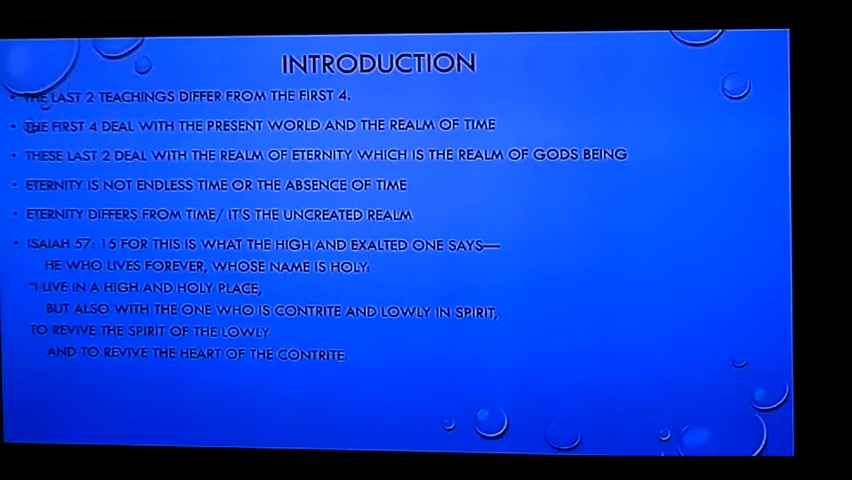 INTRODUCTION
• THE LAST 2 TEACHINGS DIFFER FROM THE FIRST 4.
• THE FIRST 4 DEAL WITH THE PRESENT WORLD AND THE REALM OF TIME
• THESE LAST 2 DEAL WITH THE REALM OF ETERNITY WHICH IS THE REALM OF GODS BEING
• ETERNITY IS NOT ENDLESS TIME OR THE ABSENCE OF TIME
• ETERNITY DIFFERS FROM TIME/ IT'S THE UNCREATED REALM
• ISAIAH 57: 15 FOR THIS IS WHAT THE HIGH AND EXALTED ONE SAYS—
HE WHO LIVES FOREVER, WHOSE NAME IS HOLY:
"I LIVE IN A HIGH AND HOLY PLACE,
BUT ALSO WITH THE ONE WHO IS CONTRITE AND LOWLY IN SPIRIT,
TO REVIVE THE SPIRIT OF THE LOWLY
AND TO REVIVE THE HEART OF THE CONTRITE.